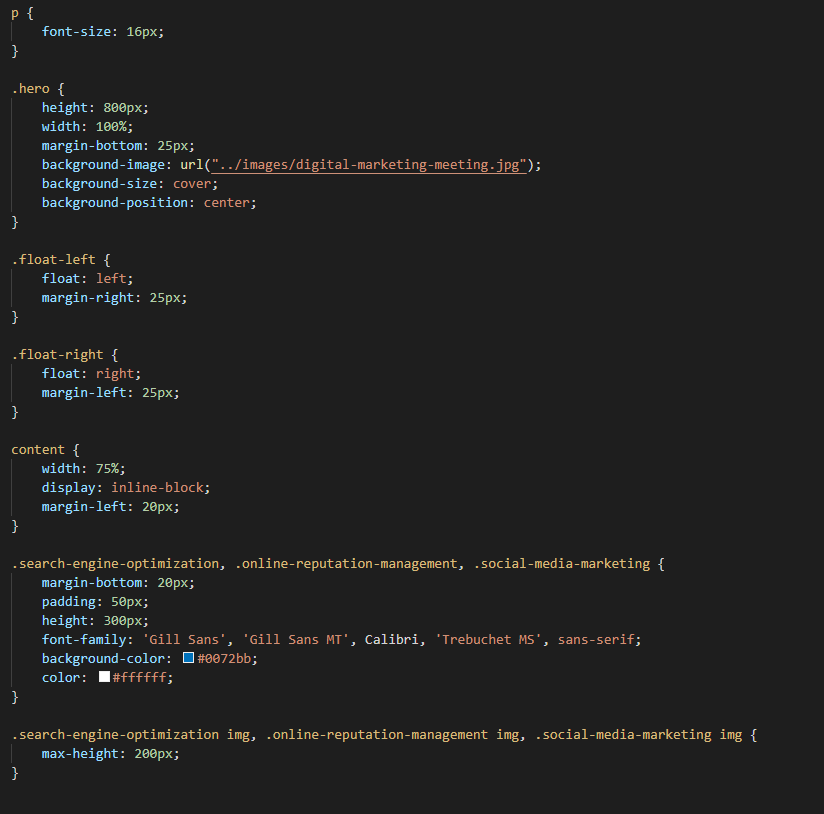 p {
    font-size: 16px;
}

.hero {
    height: 800px;
    width: 100%;
    margin-bottom: 25px;
    background-image: url("../images/digital-marketing-meeting.jpg");
    background-size: cover;
    background-position: center;
}

.float-left {
    float: left;
    margin-right: 25px;
}

.float-right {
    float: right;
    margin-left: 25px;
}

content {
    width: 75%;
    display: inline-block;
    margin-left: 20px;
}

.search-engine-optimization, .online-reputation-management, .social-media-marketing {
    margin-bottom: 20px;
    padding: 50px;
    height: 300px;
    font-family: 'Gill Sans', 'Gill Sans MT', Calibri, 'Trebuchet MS', sans-serif;
    background-color: #0072bb;
    color: #ffffff;
}

.search-engine-optimization img, .online-reputation-management img, .social-media-marketing img {
    max-height: 200px;
}